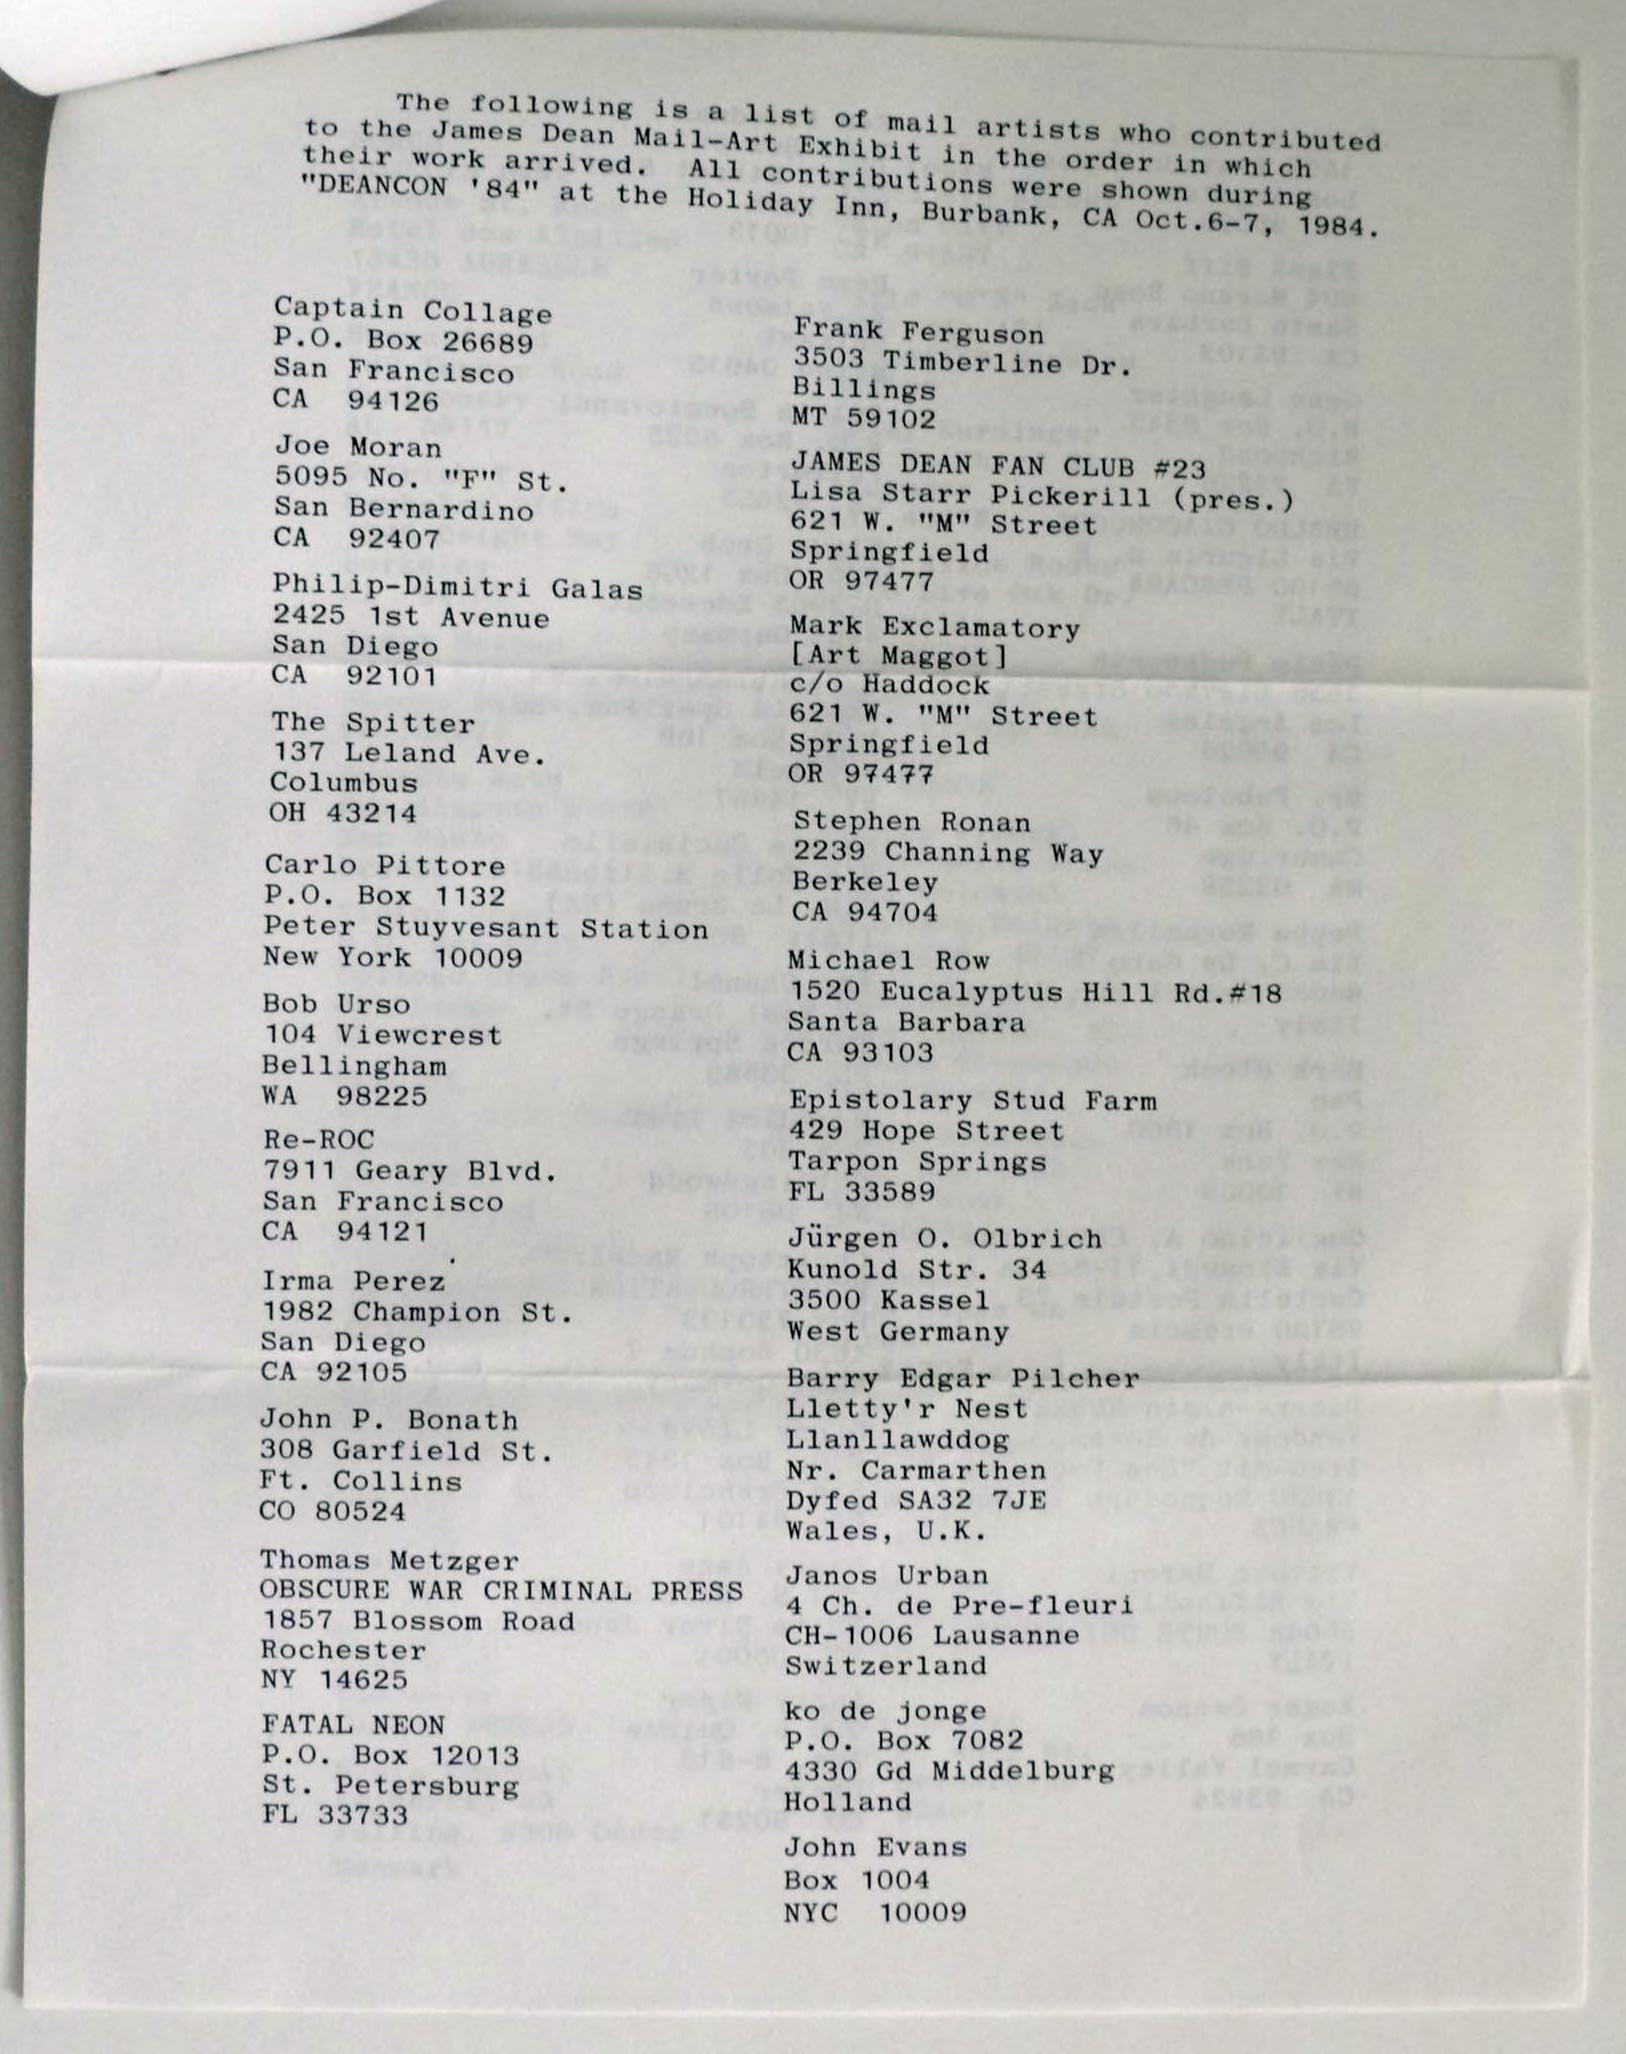 The following is a list of mail artists who contributed
to the James Dean Mail-Art Exhibit in the order in which
their work arrived. All contributions were shown during
"DEANCON '84" at the Holiday Inn, Burbank, CA Oct.6-7, 1984.
Captain Collage
P.O. Box 26689
San Francisco
CA 94126
Joe Moran
5095 No. "F" St.
San Bernardino
CA 92407
Philip-Dimitri Galas
2425 1st Avenue
San Diego
CA 92101
The Spitter
137 Leland Ave.
Columbus
OH 43214
Carlo Pittore
P.O. Box 1132
Peter Stuyvesant Station
New York 10009
Bob Urso
104 Viewcrest
Bellingham
WA 98225
Re-ROC
7911 Geary Blvd.
San Francisco
CA 94121
Irma Perez
1982 Champion St.
San Diego
CA 92105
John P. Bonath
308 Garfield St.
Ft. Collins
CO 80524
Thomas Metzger
OBSCURE WAR CRIMINAL PRESS
1857 Blossom Road
Rochester
NY 14625
FATAL NEON
P.O. Box 12013
St. Petersburg
FL 33733
Frank Ferguson
3503 Timberline Dr.
Billings
MT 59102
JAMES DEAN FAN CLUB #23
Lisa Starr Pickerill (pres.)
621 W. "M" Street
Springfield
OR 97477
Mark Exclamatory
[Art Maggot]
c/o Haddock
621 W. "M" Street
Springfield
OR 97477
Stephen Ronan
2239 Channing Way
Berkeley
CA 94704
Michael Row
1520 Eucalyptus Hill Rd.#18
Santa Barbara
CA 93103
Epistolary Stud Farm
429 Hope Street
Tarpon Springs
FL 33589
Jürgen O. Olbrich
Kunold Str. 34
3500 Kassel
West Germany
Barry Edgar Pilcher
Lletty'r Nest
Llanllawddog
Nr. Carmarthen
Dyfed SA32 7JE
Wales, U.K.
Janos Urban
4 Ch. de Pre-fleuri
CH-1006 Lausanne
Switzerland
ko de jonge
P.O. Box 7082
4330 Gd Middelburg
Holland
John Evans
Box 1004
NYC 10009